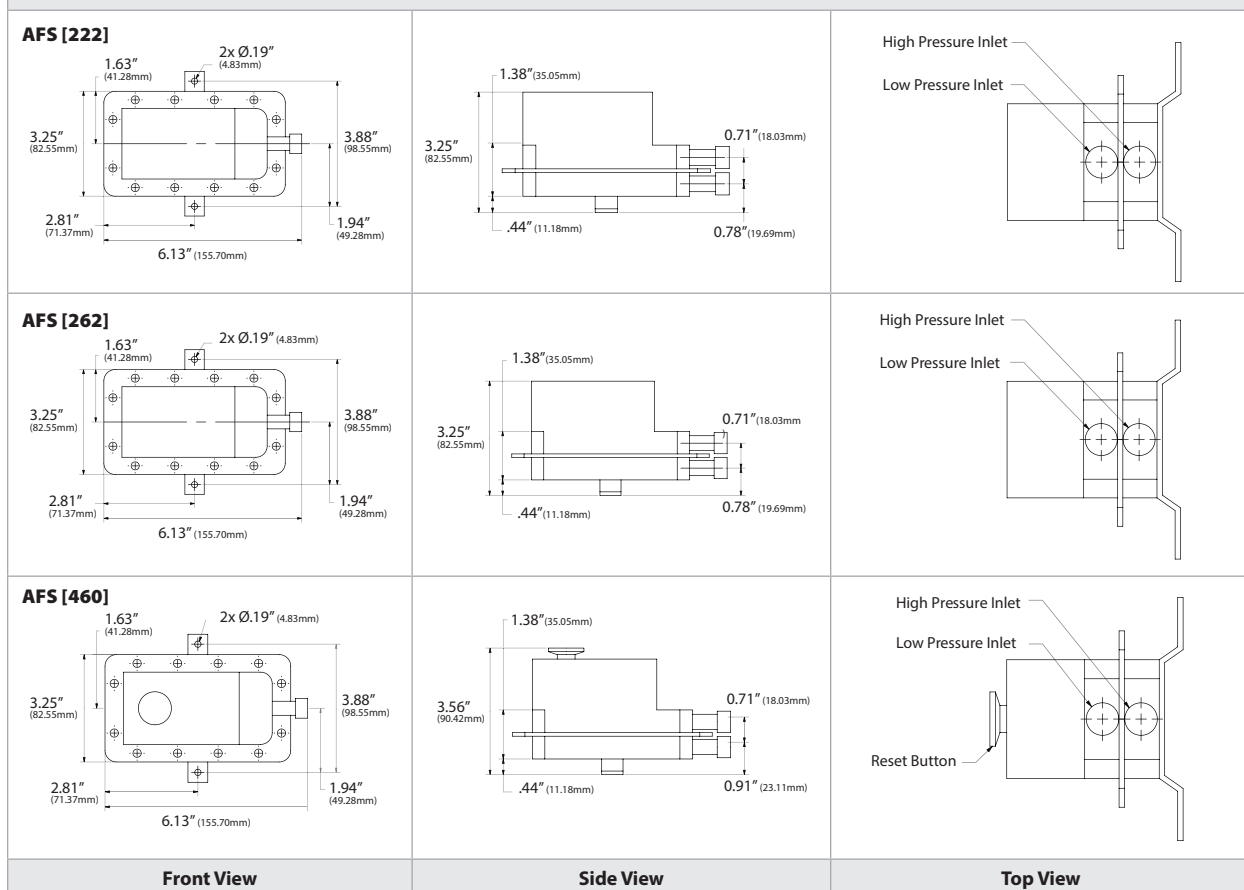 AFS [222]
1.63"
(41.28mm)
2x Ø.19"
(4.83mm)
3.25"
(82.55mm)
3.88"
(98.55mm)
2.81"
(71.37mm)
1.94"
(49.28mm)
6.13" (155.70mm)
1.38" (35.05mm)
3.25"
(82.55mm)
0.71" (18.03mm)
.44" (11.18mm)
0.78" (19.69mm)
High Pressure Inlet
Low Pressure Inlet
AFS [262]
1.63"
(41.28mm)
2x Ø.19" (4.83mm)
3.25"
(82.55mm)
3.88"
(98.55mm)
2.81"
(71.37mm)
1.94"
(49.28mm)
6.13" (155.70mm)
1.38" (35.05mm)
3.25"
(82.55mm)
0.71" (18.03mm
.44" (11.18mm)
0.78" (19.69mm)
High Pressure Inlet
Low Pressure Inlet
AFS [460]
1.63"
(41.28mm)
2x Ø.19" (4.83mm)
3.25"
(82.55mm)
3.88"
(98.55mm)
2.81"
(71.37mm)
1.94"
(49.28mm)
6.13" (155.70mm)
1.38" (35.05mm)
3.56"
(90.42mm)
0.71" (18.03mm)
.44" (11.18mm)
0.91" (23.11mm)
High Pressure Inlet
Low Pressure Inlet
Reset Button
Front View
Side View
Top View